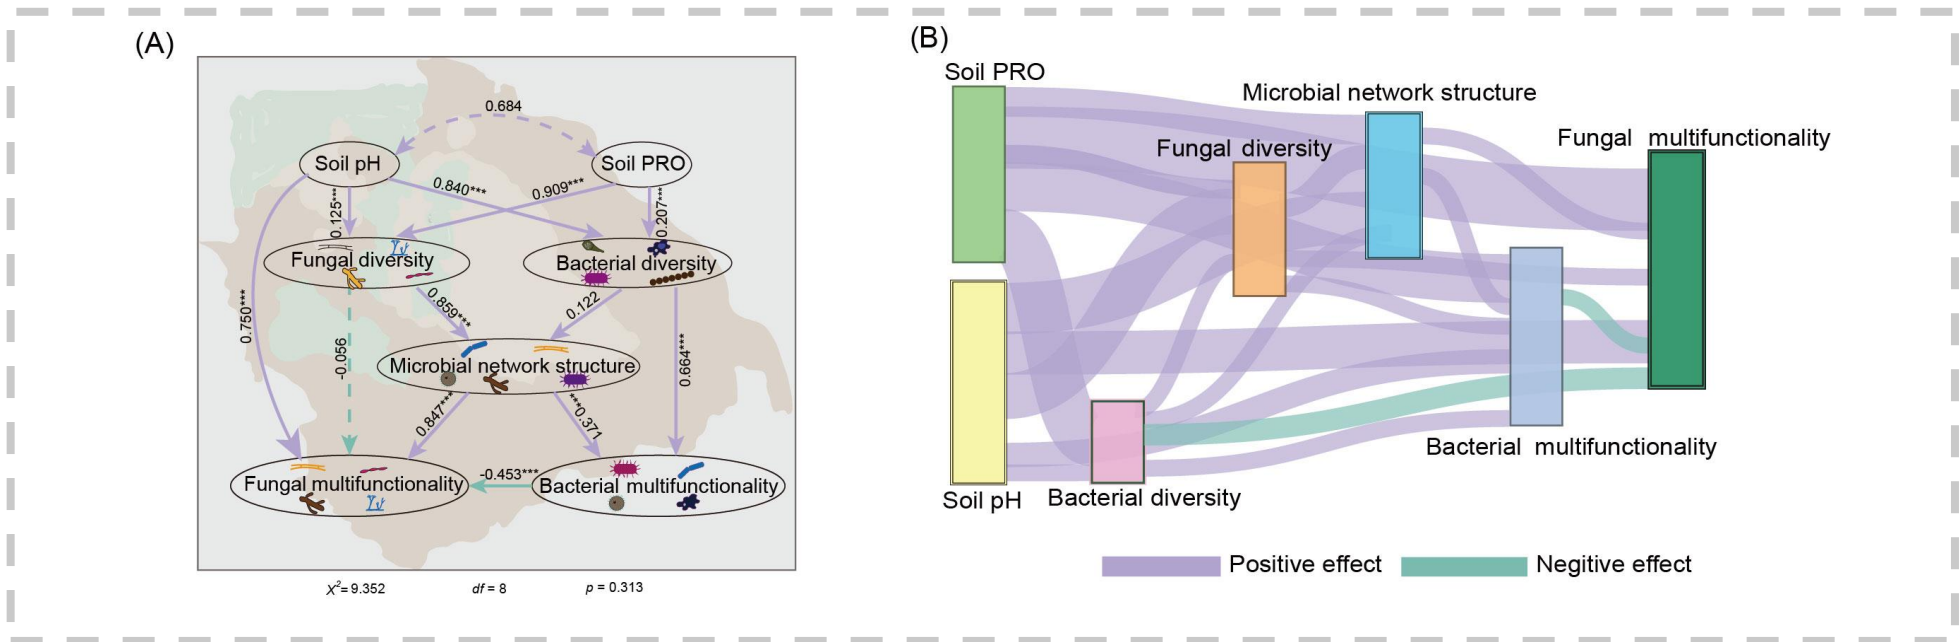 (A)
0.684
Soil pH
Soil PRO
0.125***
0.840***
0.909***
0.207***
Fungal diversity
Bacterial diversity
0.750***
-0.056
0.859***
0.122
0.664***
Microbial network structure
0.847***
***0.371
Fungal multifunctionality
-0.453***
Bacterial multifunctionality
X²=9.352
df = 8
p = 0.313
(B)
Soil PRO
Microbial network structure
Fungal diversity
Fungal multifunctionality
Bacterial multifunctionality
Soil pH
Bacterial diversity
Positive effect
Negitive effect